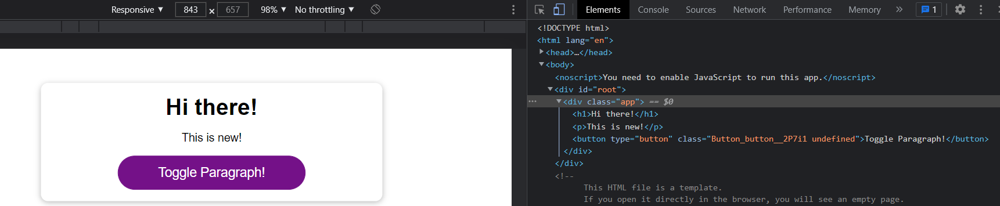 Responsive ▼ 843 × 657 98% ▼ No throttling ▼
Elements Console Sources Network Performance Memory » 1
Hi there!
This is new!
Toggle Paragraph!
<!DOCTYPE html>
<html lang="en">
▶<head>…</head>
▼<body>
<noscript>You need to enable JavaScript to run this app.</noscript>
▼<div id="root">
… ▼<div class="app"> == $0
<h1>Hi there!</h1>
<p>This is new!</p>
<button type="button" class="Button_button__2P7i1 undefined">Toggle Paragraph!</button>
</div>
</div>
<!--
This HTML file is a template.
If you open it directly in the browser, you will see an empty page.